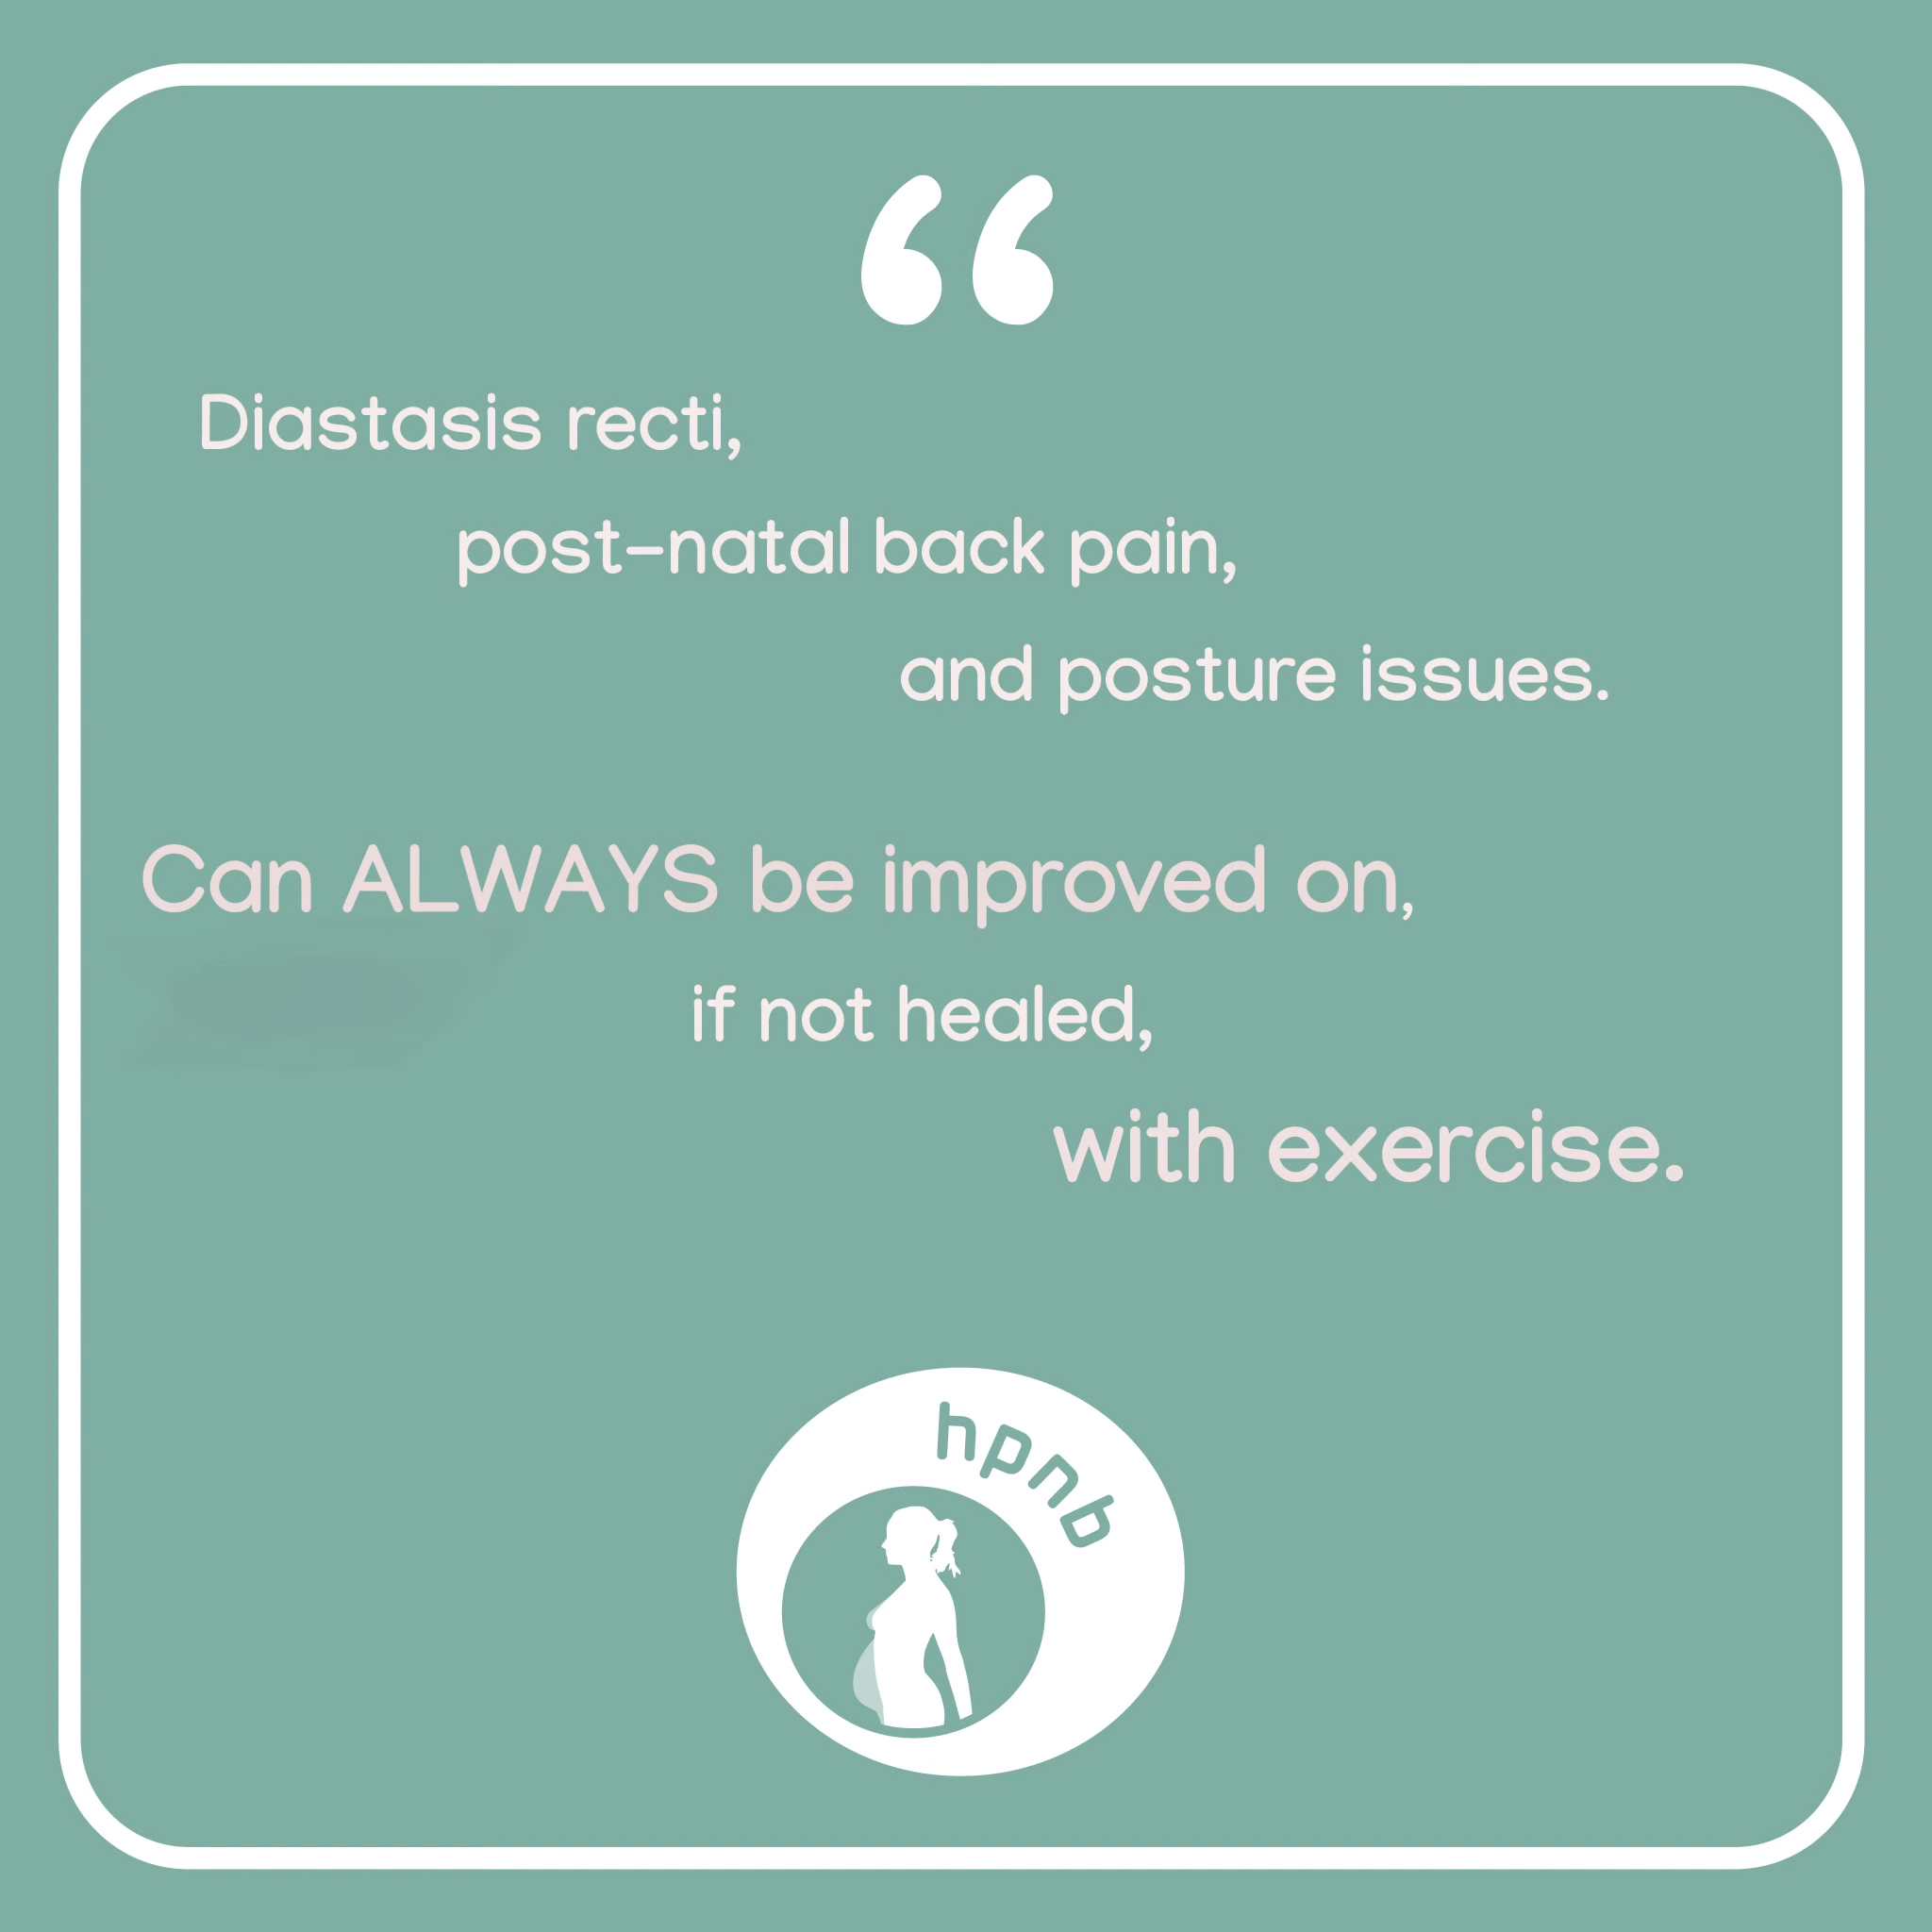 “
Diastasis recti,
post-natal back pain,
and posture issues.
Can ALWAYS be improved on,
if not healed,
with exercise.
hpnb